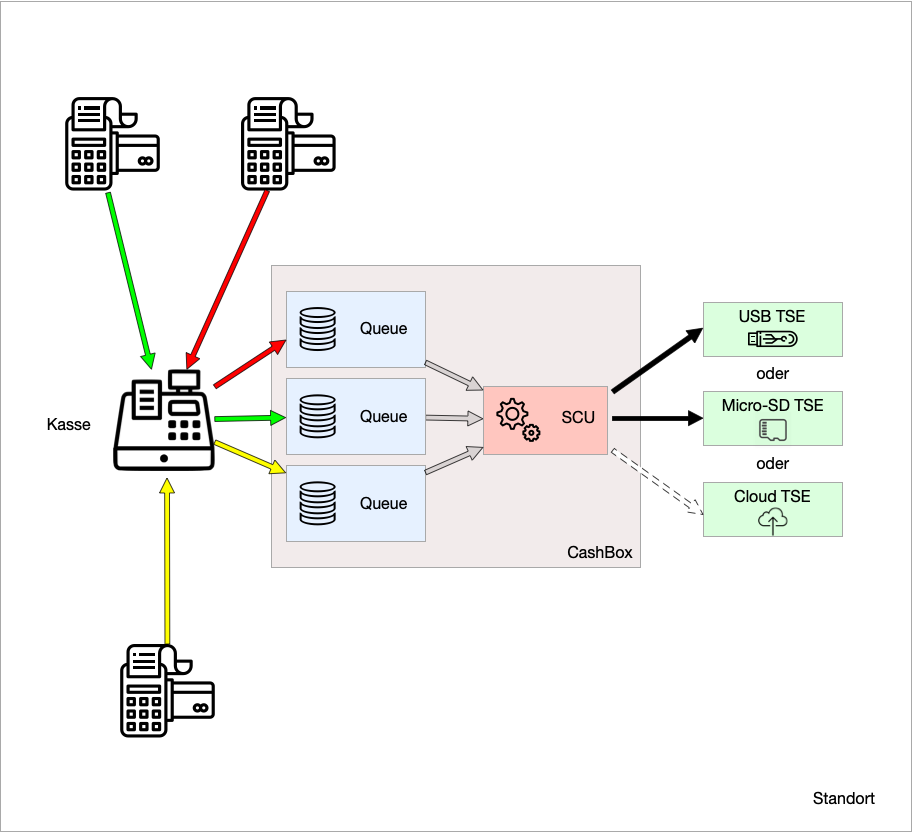 Queue
USB TSE
oder
Micro-SD TSE
Kasse
Queue
SCU
oder
Queue
Cloud TSE
CashBox
Standort